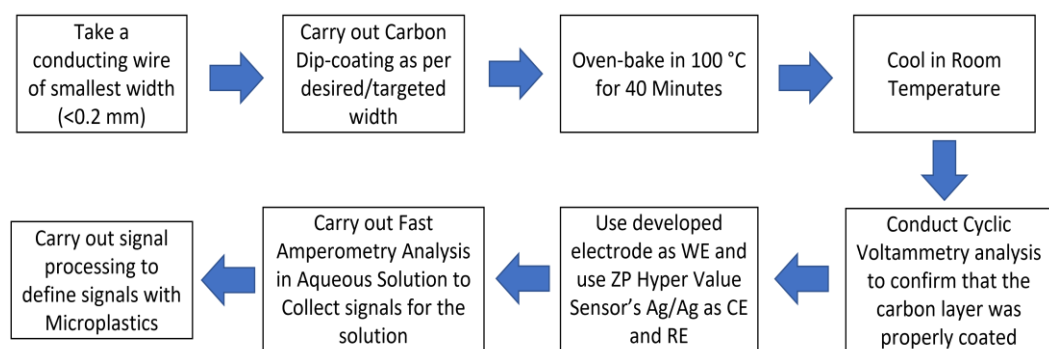 Take a
conducting wire
of smallest width
(<0.2 mm)
Carry out Carbon
Dip-coating as per
desired/targeted
width
Oven-bake in 100 °C
for 40 Minutes
Cool in Room
Temperature
Conduct Cyclic
Voltammetry analysis
to confirm that the
carbon layer was
properly coated
Use developed
electrode as WE and
use ZP Hyper Value
Sensor's Ag/Ag as CE
and RE
Carry out Fast
Amperometry Analysis
in Aqueous Solution to
Collect signals for the
solution
Carry out signal
processing to
define signals with
Microplastics